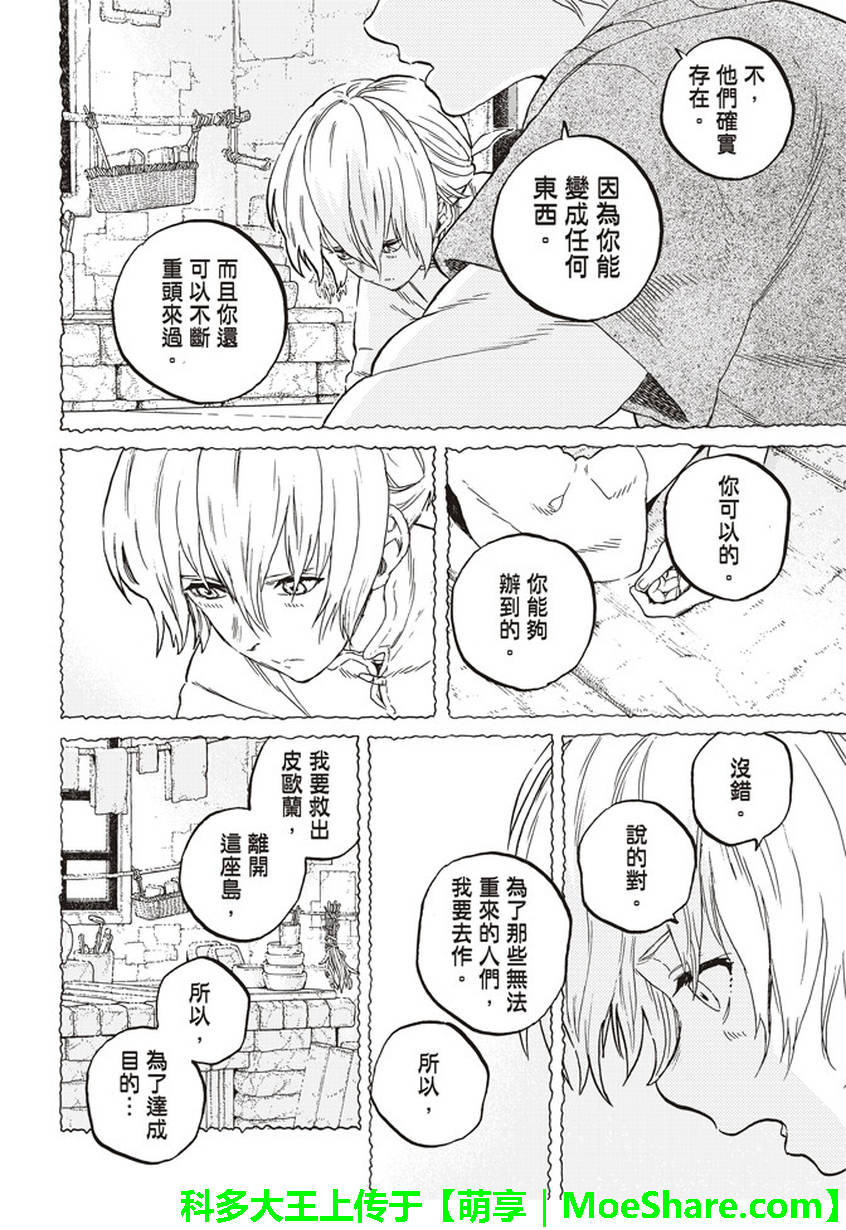 不，
他們確實
存在。
因為你能
變成任何
東西。
而且你還
可以不斷
重頭來過。
你可以的。
你能夠
辦到的。
沒錯。
說的對。
為了那些無法
重來的人們，
我要去作。
所以，
我要救出
皮歐蘭，
離開
這座島，
所以，
為了達成
目的…
科多大王上传于【萌享｜MoeShare.com】